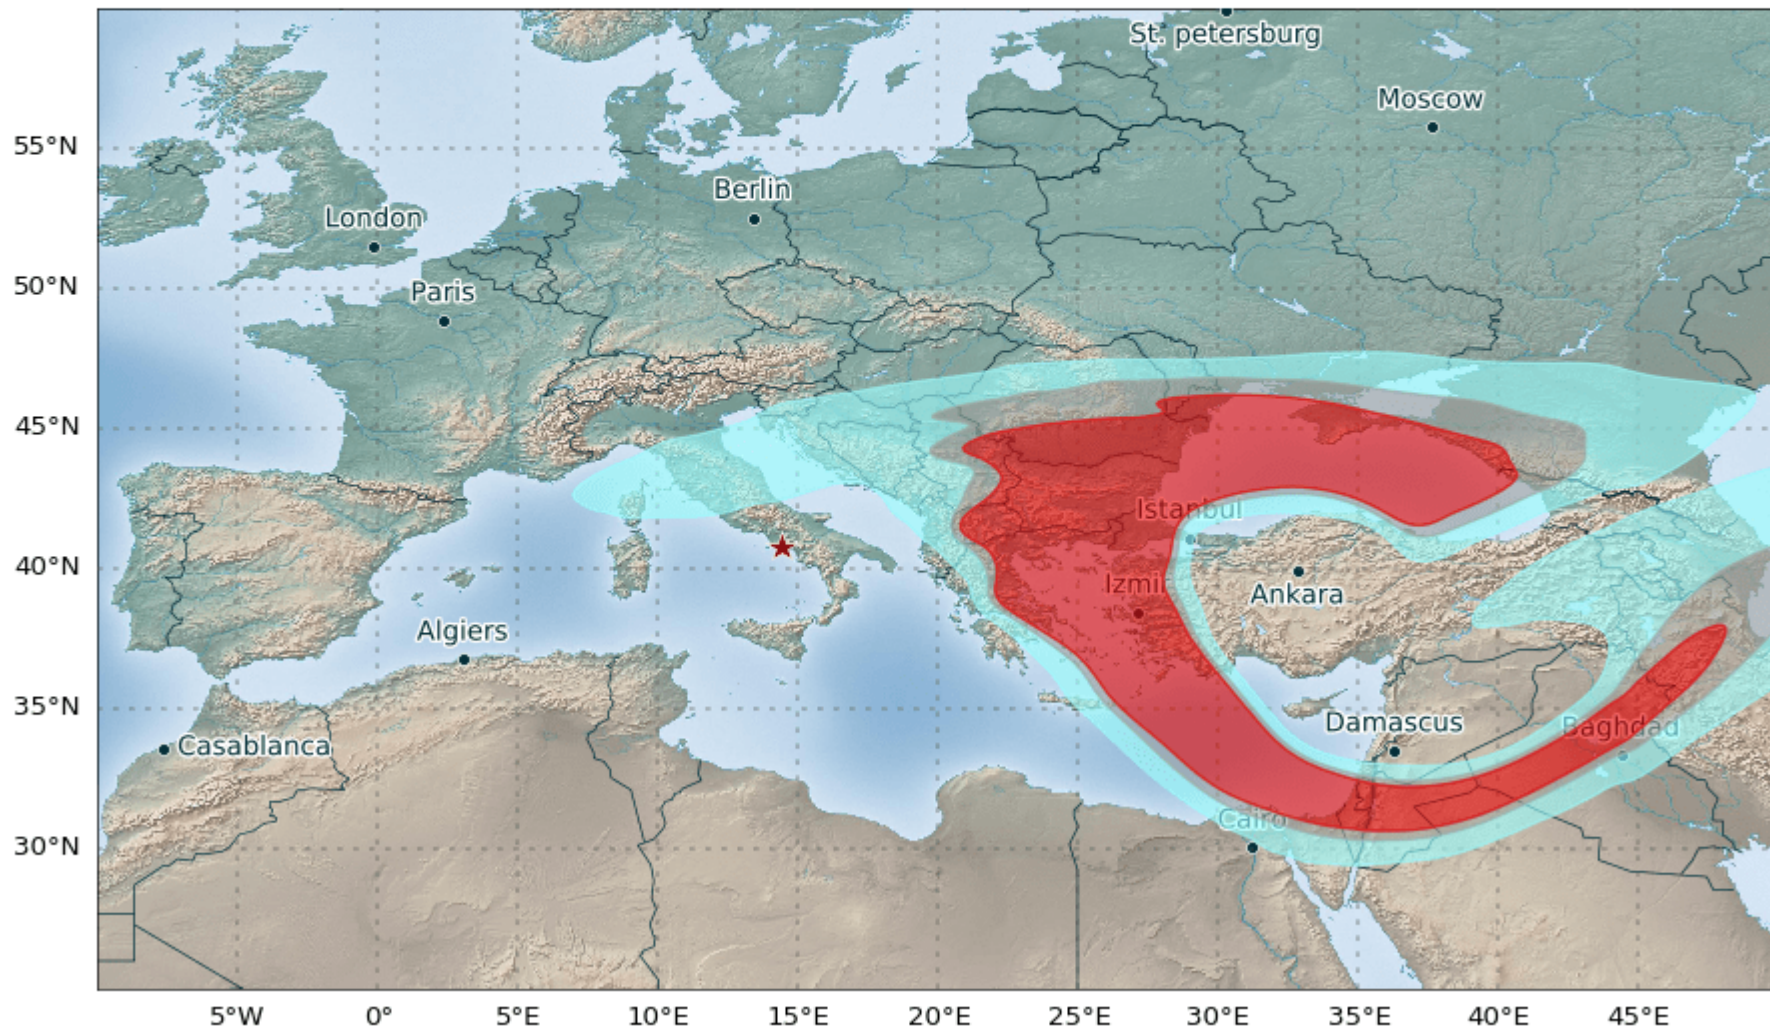 St. petersburg
Moscow
55°N
Berlin
London
50°N
Paris
45°N
Istanbul
40°N
Izmir
Ankara
Algiers
35°N
Damascus
Baghdad
Casablanca
Cairo
30°N
5°W 0° 5°E 10°E 15°E 20°E 25°E 30°E 35°E 40°E 45°E